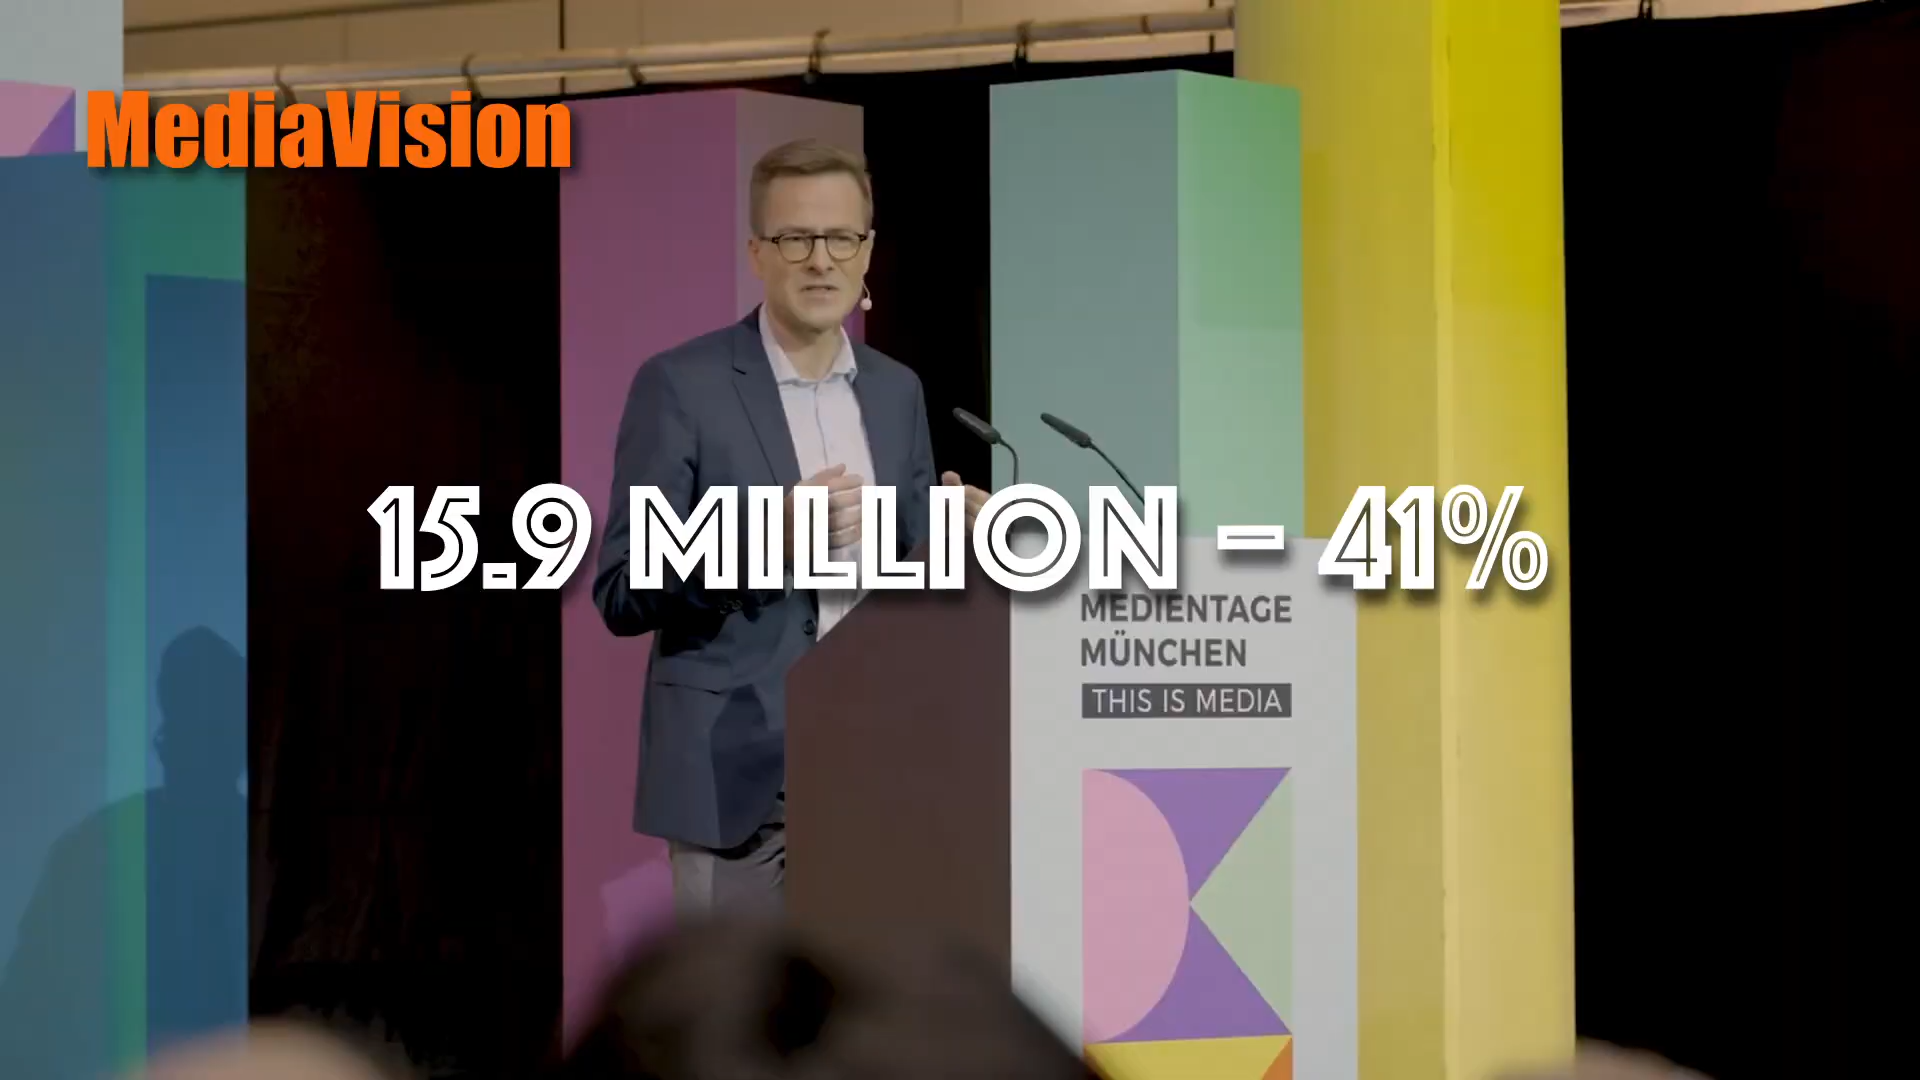 MediaVision
15.9 MILLION – 41%
MEDIENTAGE
MÜNCHEN
THIS IS MEDIA